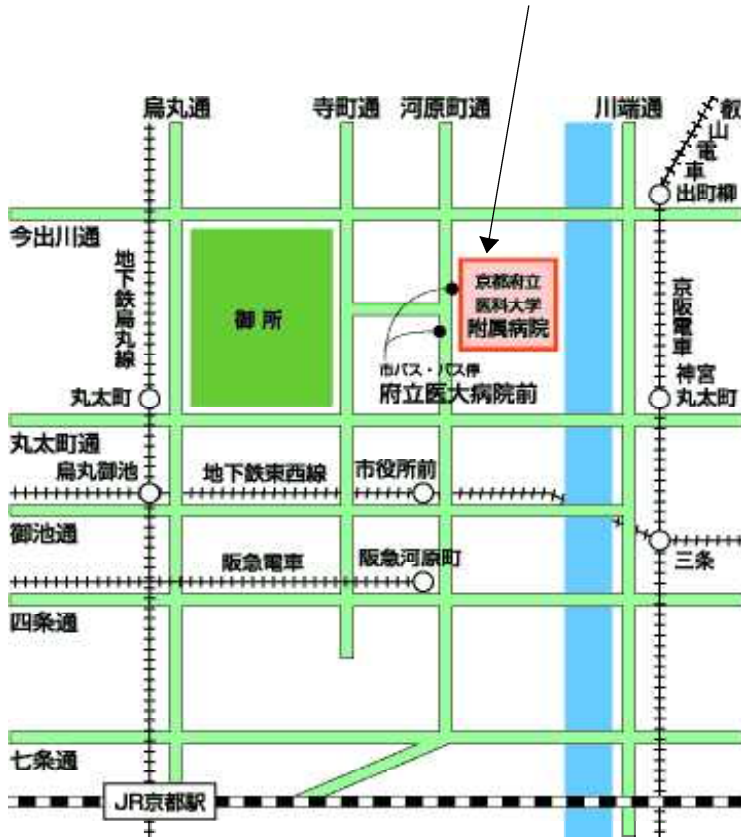 烏丸通
寺町通
河原町通
川端通
叡山電車
出町柳
今出川通
地下鉄烏丸線
御所
京都府立
医科大学
附属病院
京阪電車
市バス・バス停
府立医大病院前
神宮
丸太町
丸太町
丸太町通
烏丸御池
地下鉄東西線
市役所前
御池通
三条
阪急電車
阪急河原町
四条通
七条通
JR京都駅